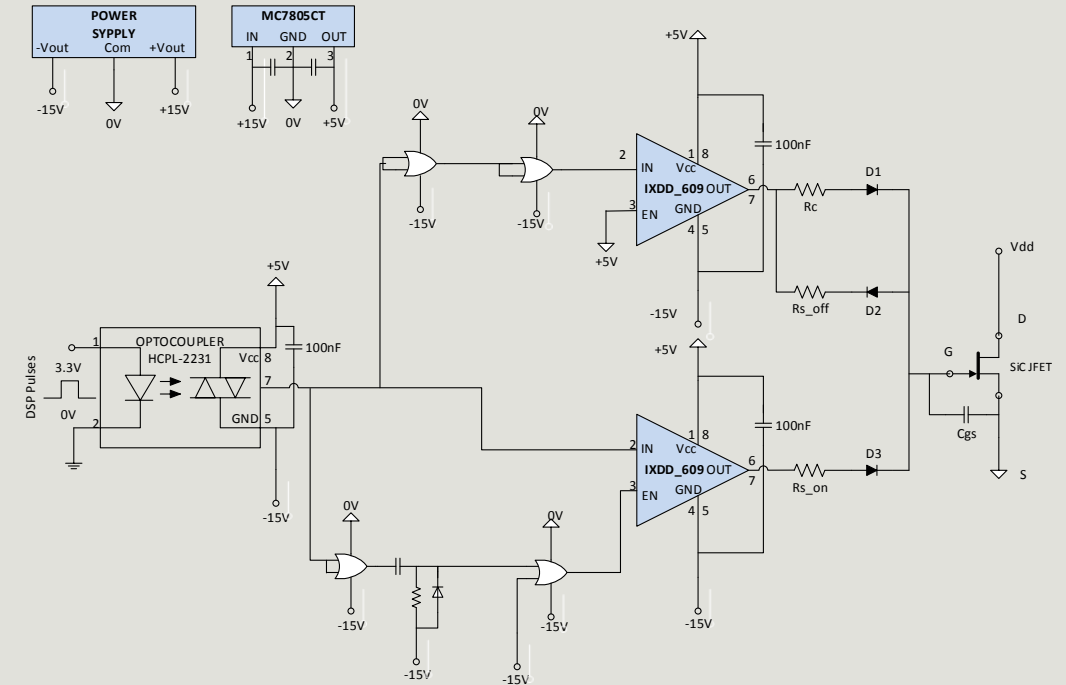 POWER
SYPPLY
-Vout Com +Vout
-15V
0V
+15V
MC7805CT
IN GND OUT
1 2 3
+15V
0V
+5V
0V
-15V
0V
-15V
+5V
100nF
2
IN
1 8
Vcc
IXDD_609 OUT
6
7
3
EN
GND
4 5
+5V
-15V
Rc
D1
Rs_off
D2
Vdd
D
G
SiC JFET
Cgs
S
+5V
100nF
OPTOCOUPLER
HCPL-2231
1
2
Vcc 8
7
GND 5
-15V
DSP Pulses
3.3V
0V
+5V
100nF
2
IN
1 8
Vcc
IXDD_609 OUT
6
7
3
EN
GND
4 5
-15V
Rs_on
D3
0V
-15V
-15V
0V
-15V
-15V